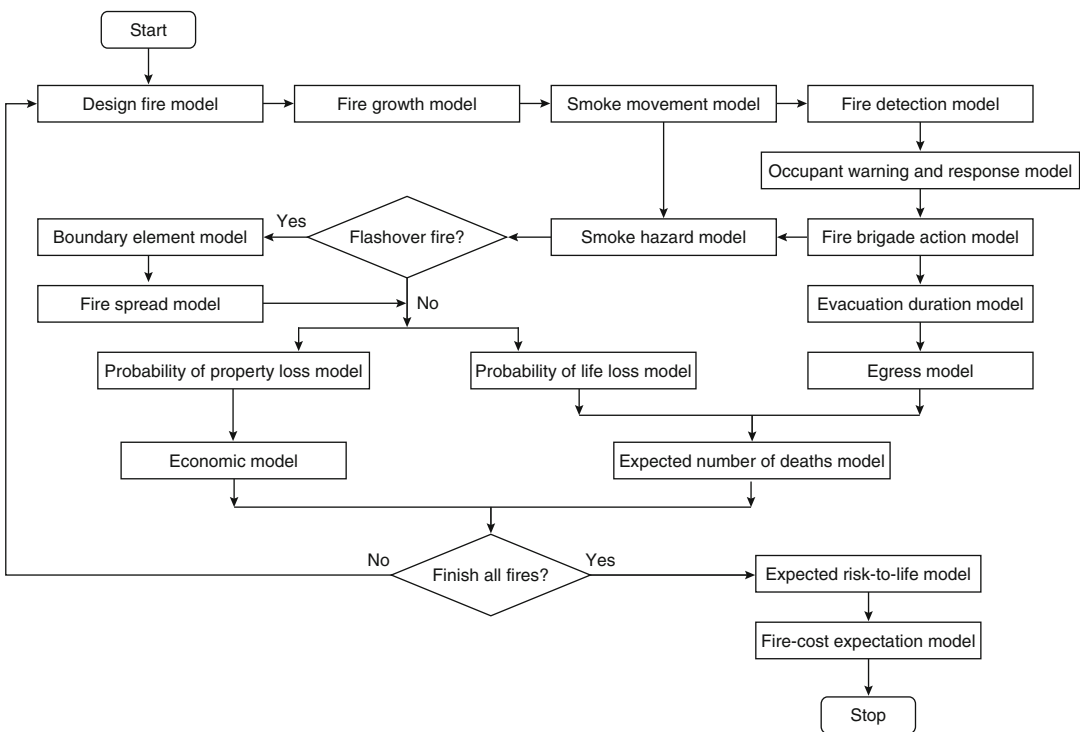 Start
Design fire model
Fire growth model
Smoke movement model
Fire detection model
Occupant warning and response model
Yes
Boundary element model
Flashover fire?
Smoke hazard model
Fire brigade action model
Fire spread model
No
Evacuation duration model
Probability of property loss model
Probability of life loss model
Egress model
Economic model
Expected number of deaths model
No
Finish all fires?
Yes
Expected risk-to-life model
Fire-cost expectation model
Stop